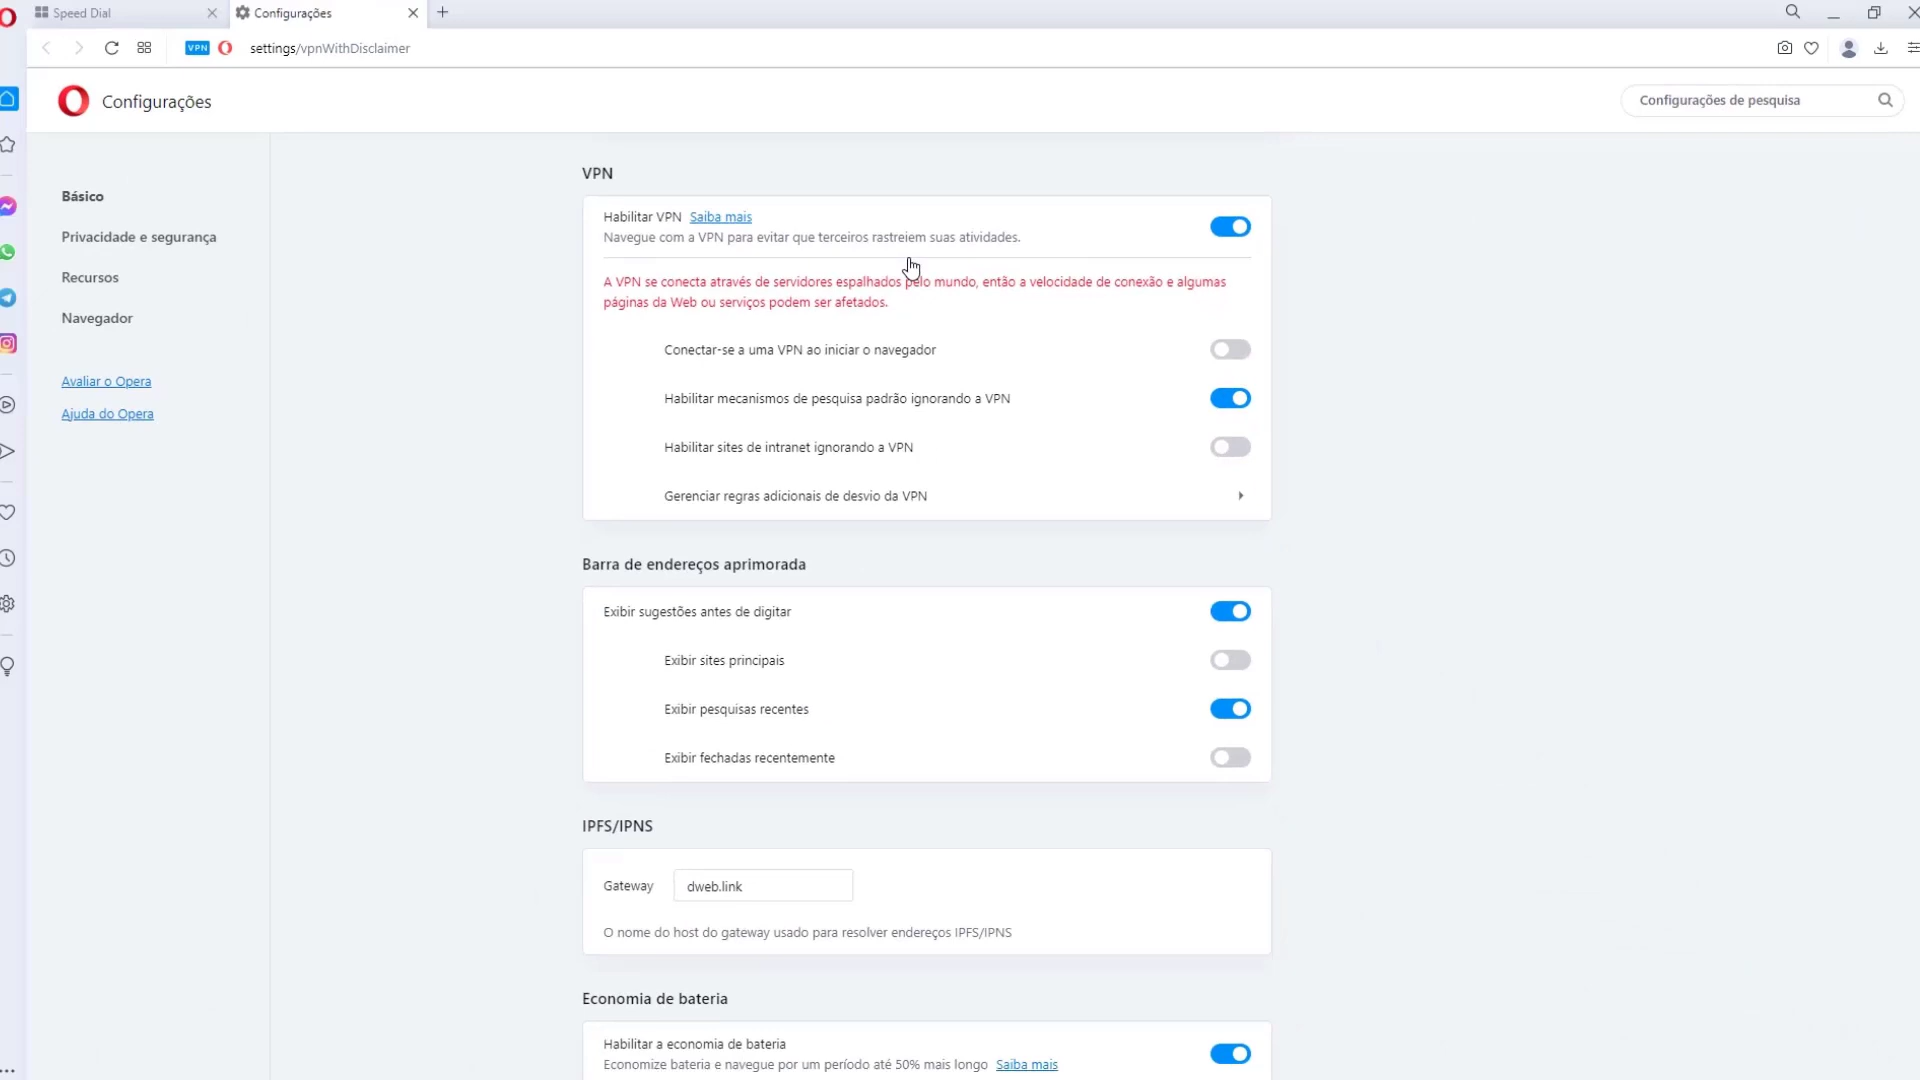 Speed Dial
Configurações
VPN
settings/vpnWithDisclaimer
Configurações
Configurações de pesquisa
Básico
Privacidade e segurança
Recursos
Navegador
Avaliar o Opera
Ajuda do Opera
VPN
Habilitar VPN Saiba mais
Navegue com a VPN para evitar que terceiros rastreiem suas atividades.
A VPN se conecta através de servidores espalhados pelo mundo, então a velocidade de conexão e algumas
páginas da Web ou serviços podem ser afetados.
Conectar-se a uma VPN ao iniciar o navegador
Habilitar mecanismos de pesquisa padrão ignorando a VPN
Habilitar sites de intranet ignorando a VPN
Gerenciar regras adicionais de desvio da VPN
Barra de endereços aprimorada
Exibir sugestões antes de digitar
Exibir sites principais
Exibir pesquisas recentes
Exibir fechadas recentemente
IPFS/IPNS
Gateway dweb.link
O nome do host do gateway usado para resolver endereços IPFS/IPNS
Economia de bateria
Habilitar a economia de bateria
Economize bateria e navegue por um período até 50% mais longo Saiba mais